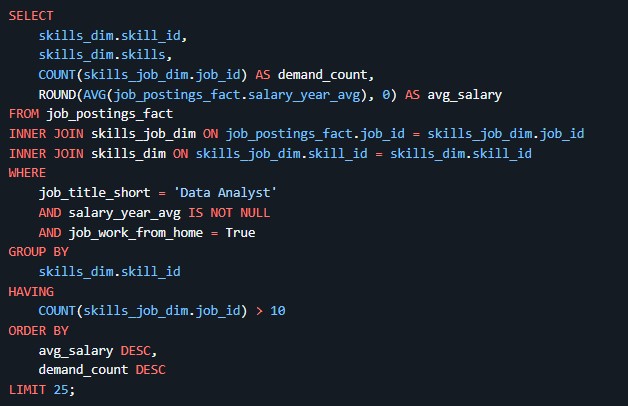 SELECT
    skills_dim.skill_id,
    skills_dim.skills,
    COUNT(skills_job_dim.job_id) AS demand_count,
    ROUND(AVG(job_postings_fact.salary_year_avg), 0) AS avg_salary
FROM job_postings_fact
INNER JOIN skills_job_dim ON job_postings_fact.job_id = skills_job_dim.job_id
INNER JOIN skills_dim ON skills_job_dim.skill_id = skills_dim.skill_id
WHERE
    job_title_short = 'Data Analyst'
    AND salary_year_avg IS NOT NULL
    AND job_work_from_home = True
GROUP BY
    skills_dim.skill_id
HAVING
    COUNT(skills_job_dim.job_id) > 10
ORDER BY
    avg_salary DESC,
    demand_count DESC
LIMIT 25;